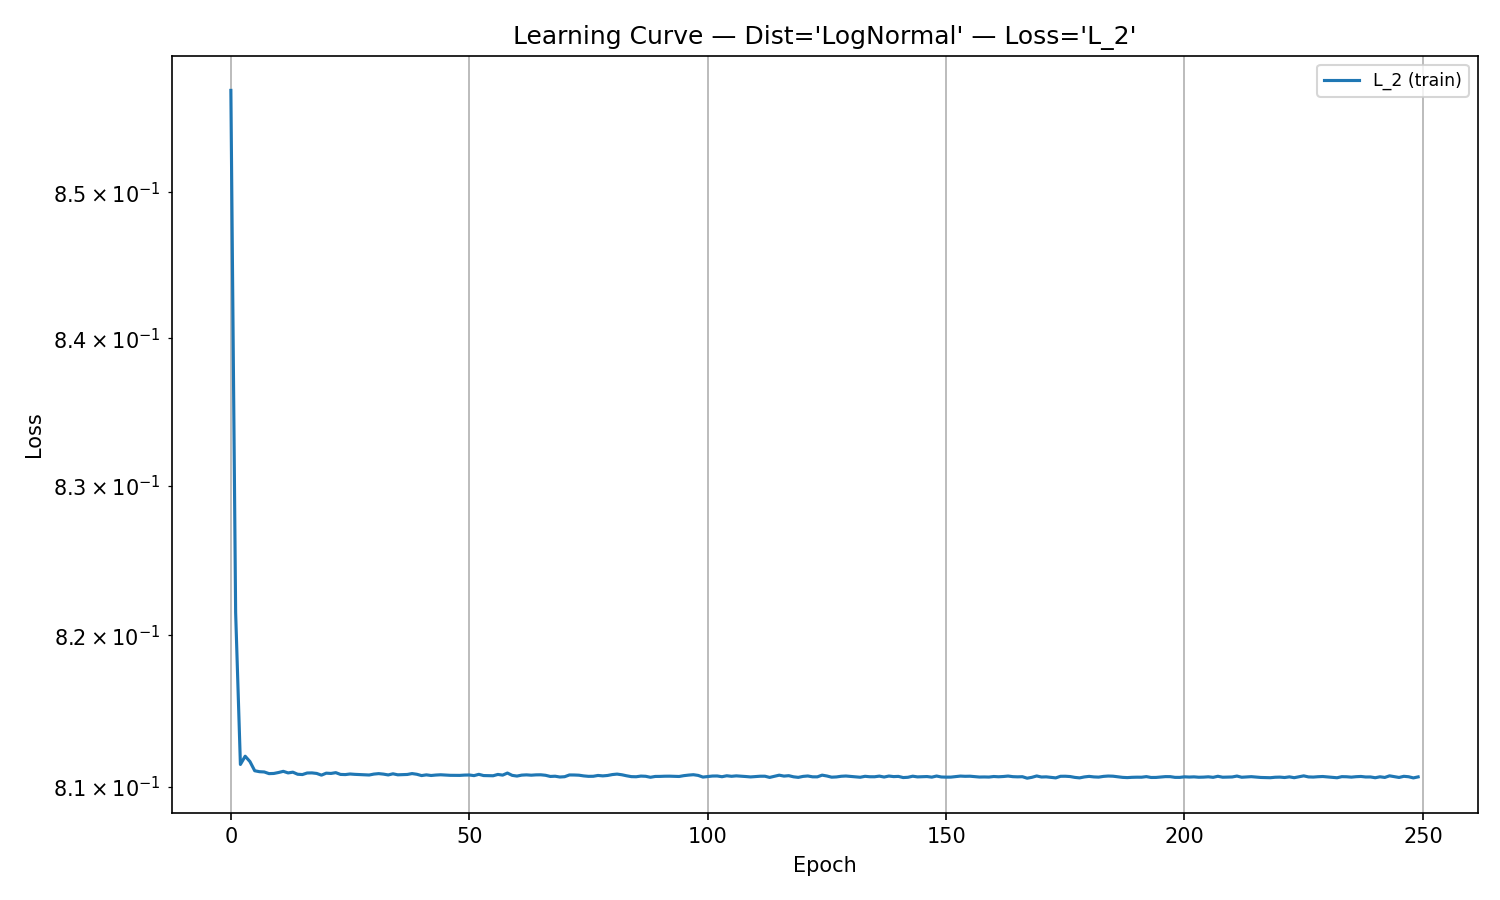 Learning Curve — Dist='LogNormal' — Loss='L_2'
L_2 (train)
8.5 × 10⁻¹
8.4 × 10⁻¹
8.3 × 10⁻¹
8.2 × 10⁻¹
8.1 × 10⁻¹
Loss
0 50 100 150 200 250
Epoch